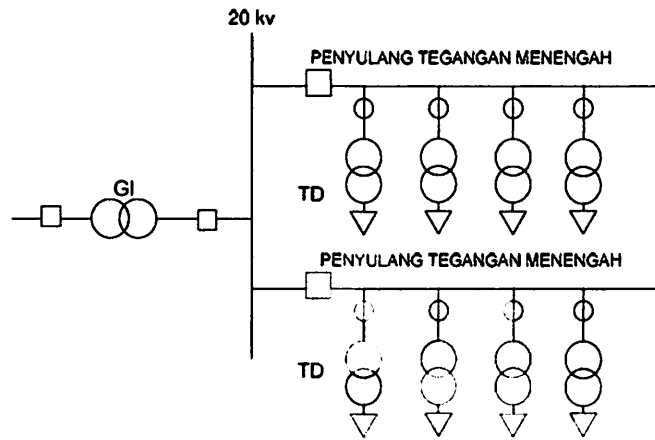 20 kv
PENYULANG TEGANGAN MENENGAH
GI
TD
PENYULANG TEGANGAN MENENGAH
TD